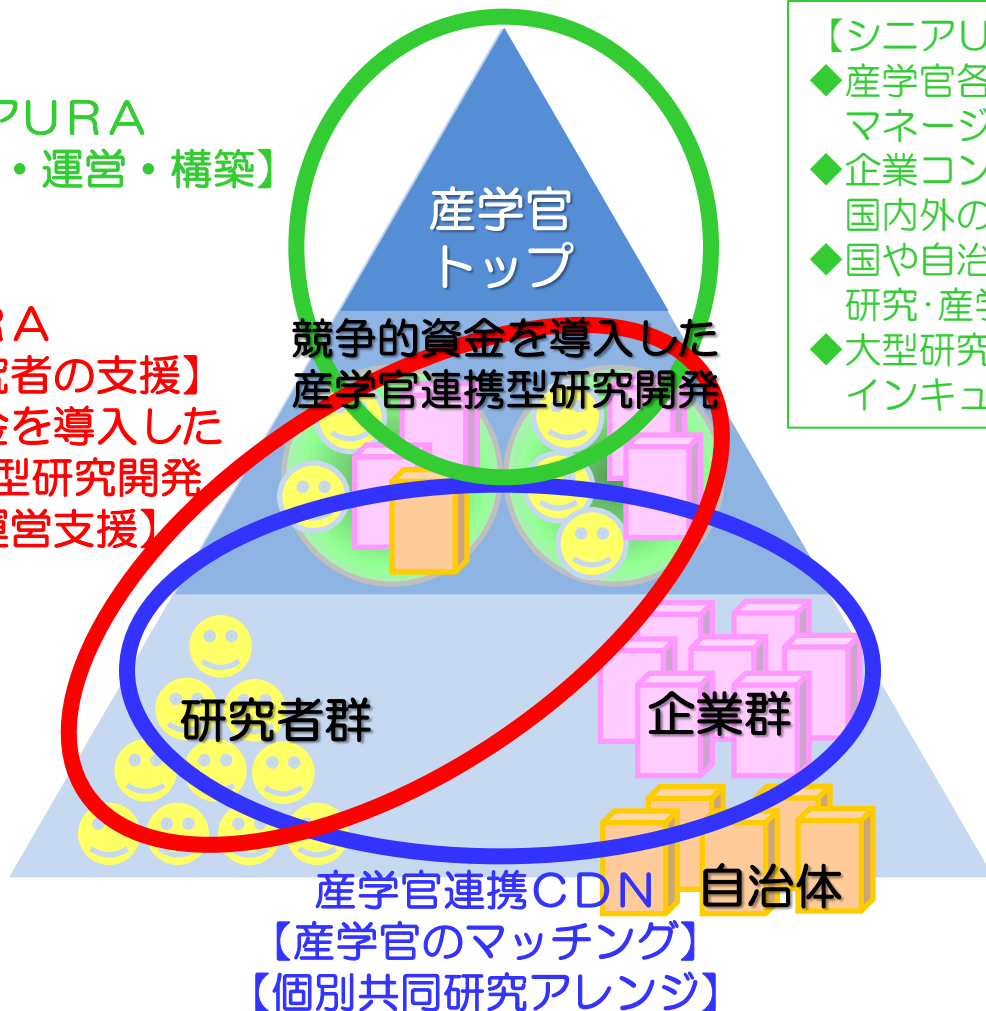 アURA
・運営・構築】
RA
究者の支援】
金を導入した
型研究開発
運営支援】
産学官
トップ
競争的資金を導入した
産学官連携型研究開発
研究者群
企業群
自治体
産学官連携CDN
【産学官のマッチング】
【個別共同研究アレンジ】
【シニアU
◆産学官各
マネージ
◆企業コン
国内外の
◆国や自治
研究・産学
◆大型研究
インキュ